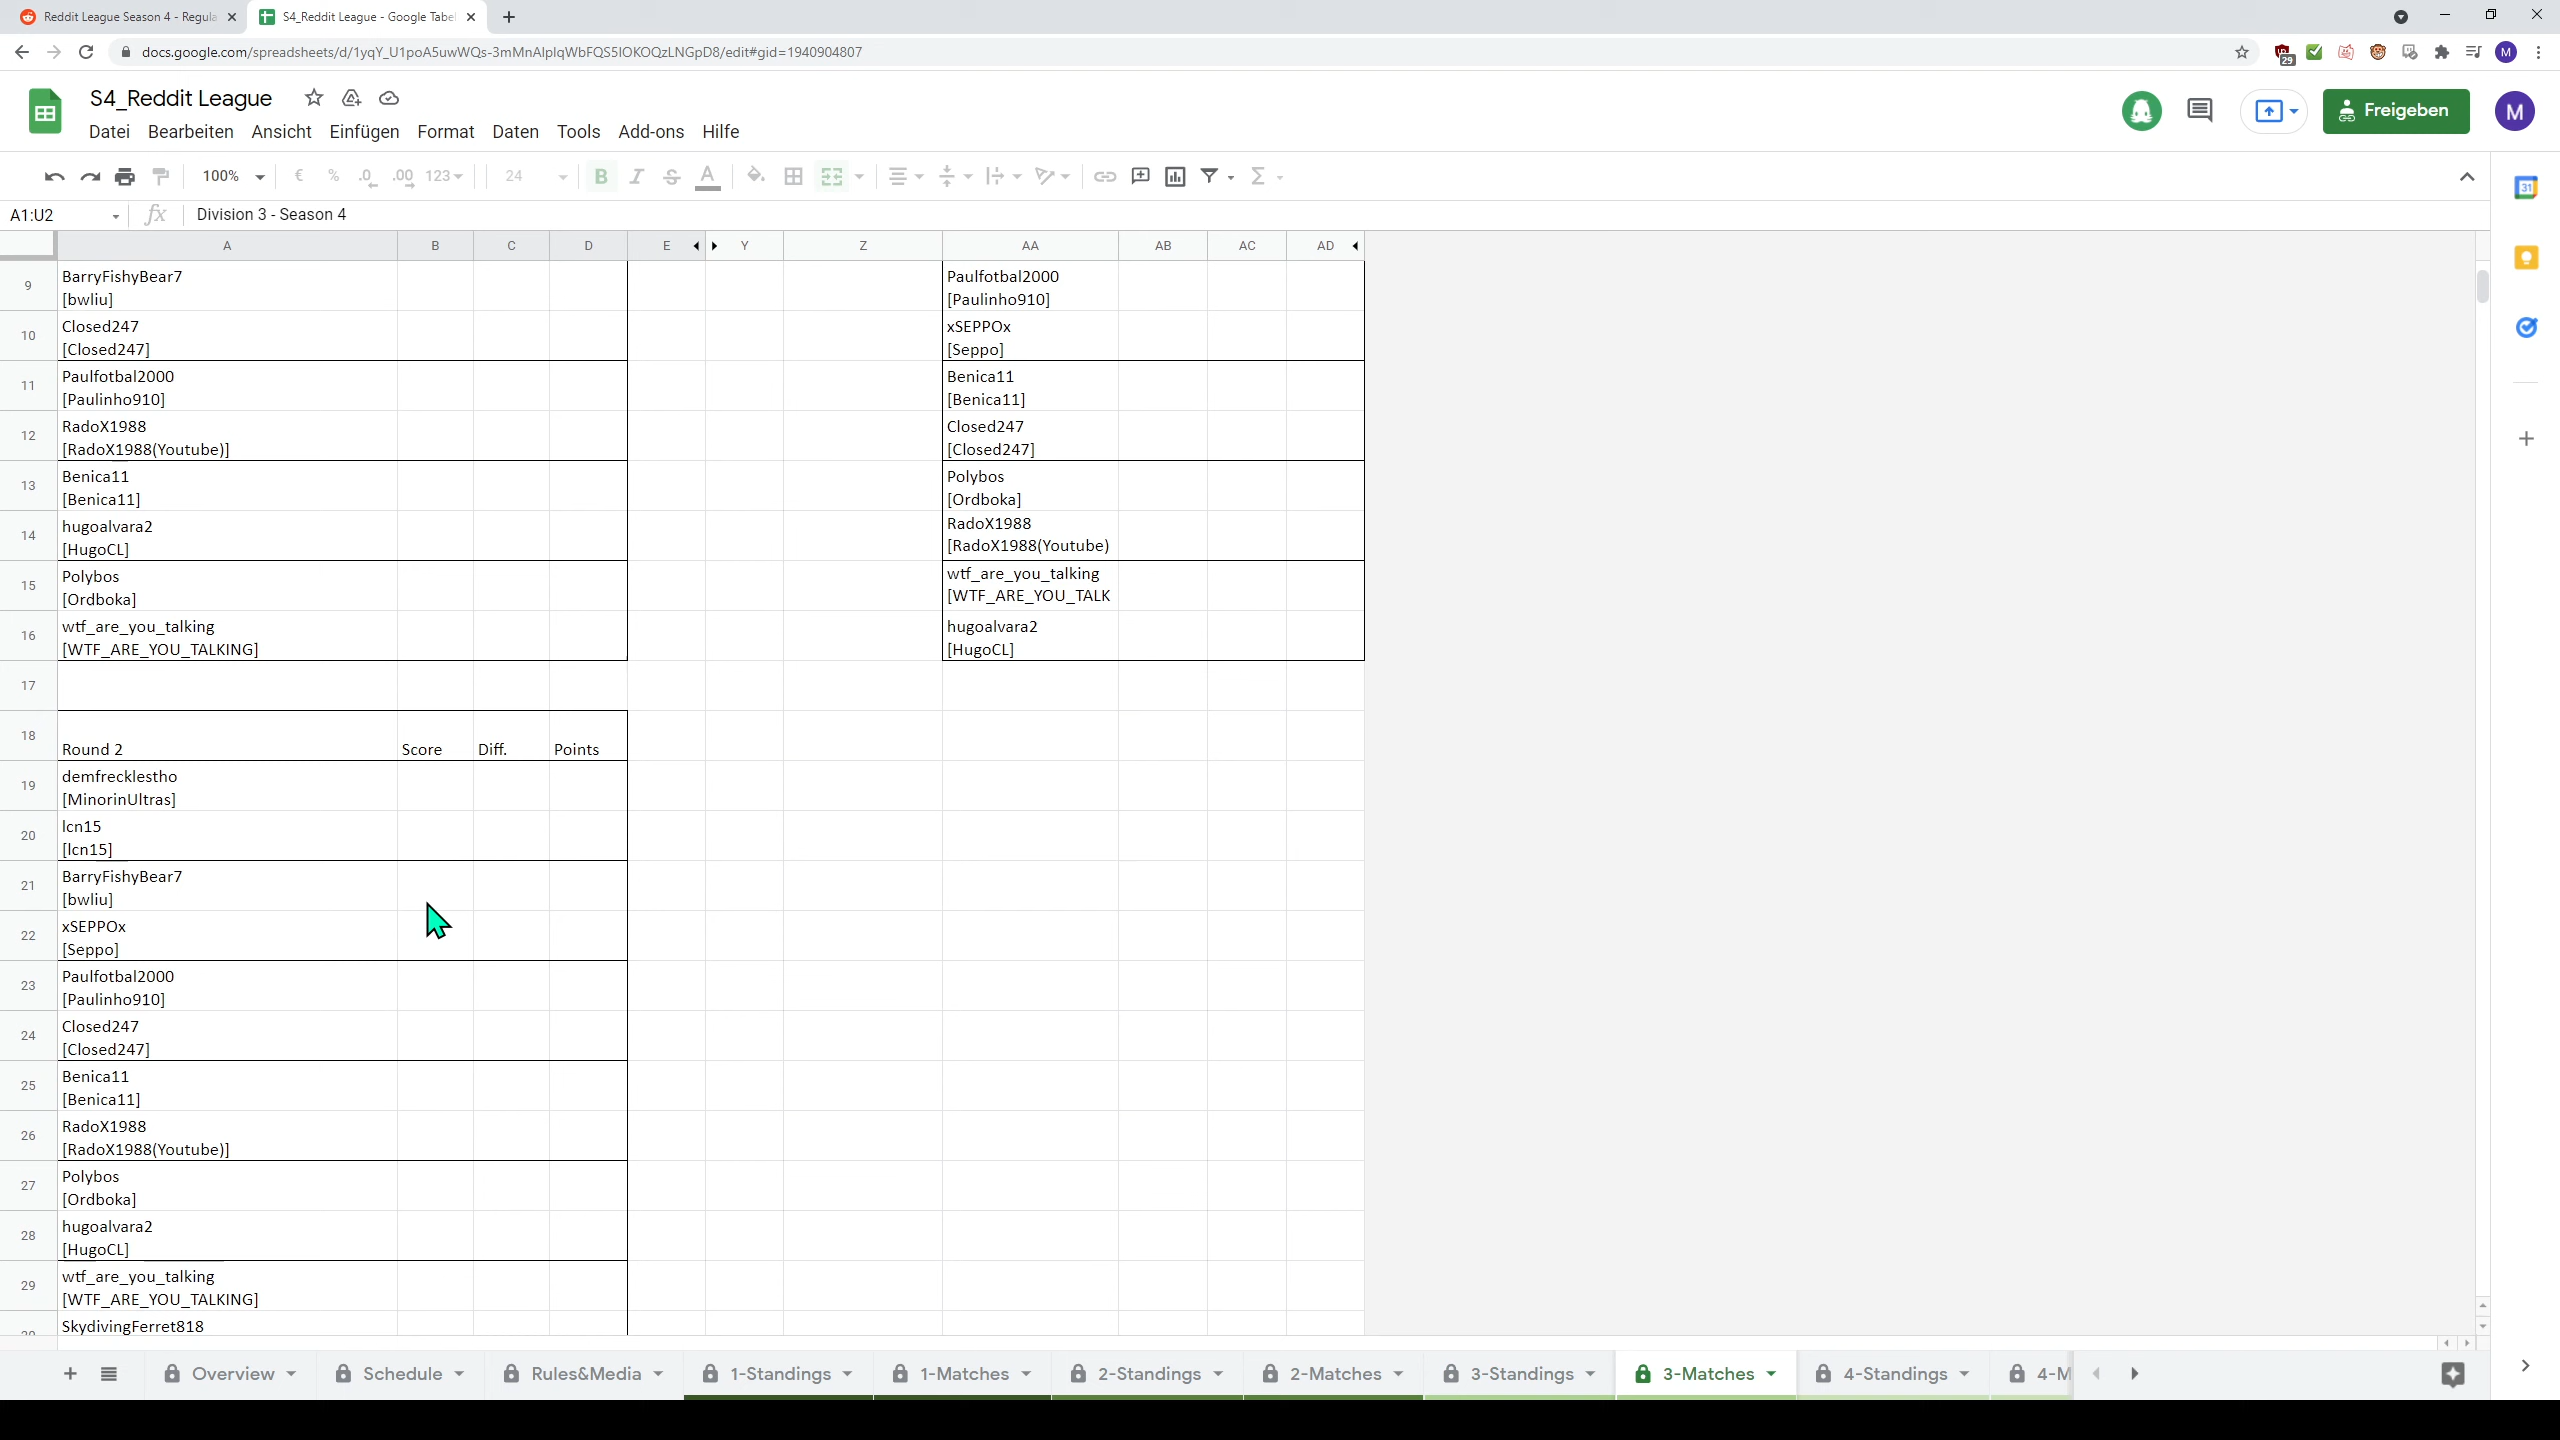 Reddit League Season 4 - Regula
S4_Reddit League - Google Tabel
docs.google.com/spreadsheets/d/1yqY_U1poA5uwWQs-3mMnAlplqWbFQS5IOKOQzLNGpD8/edit#gid=1940904807
29
M
S4_Reddit League
Datei Bearbeiten Ansicht Einfügen Format Daten Tools Add-ons Hilfe
Freigeben
M
100% € % .0 .00 123 24 B I S A Σ
31
A1:U2 fx Division 3 - Season 4
A B C D E Y Z AA AB AC AD
9 BarryFishyBear7 Paulfotbal2000
[bwliu] [Paulinho910]
10 Closed247 xSEPPOx
[Closed247] [Seppo]
11 Paulfotbal2000 Benica11
[Paulinho910] [Benica11]
12 RadoX1988 Closed247
[RadoX1988(Youtube)] [Closed247]
13 Benica11 Polybos
[Benica11] [Ordboka]
14 hugoalvara2 RadoX1988
[HugoCL] [RadoX1988(Youtube)
15 Polybos wtf_are_you_talking
[Ordboka] [WTF_ARE_YOU_TALK
16 wtf_are_you_talking hugoalvara2
[WTF_ARE_YOU_TALKING] [HugoCL]
17
18 Round 2 Score Diff. Points
19 demfrecklestho
[MinorinUltras]
20 lcn15
[lcn15]
21 BarryFishyBear7
[bwliu]
22 xSEPPOx
[Seppo]
23 Paulfotbal2000
[Paulinho910]
24 Closed247
[Closed247]
25 Benica11
[Benica11]
26 RadoX1988
[RadoX1988(Youtube)]
27 Polybos
[Ordboka]
28 hugoalvara2
[HugoCL]
29 wtf_are_you_talking
[WTF_ARE_YOU_TALKING]
SkydivingFerret818
Overview Schedule Rules&Media 1-Standings 1-Matches 2-Standings 2-Matches 3-Standings 3-Matches 4-Standings 4-M